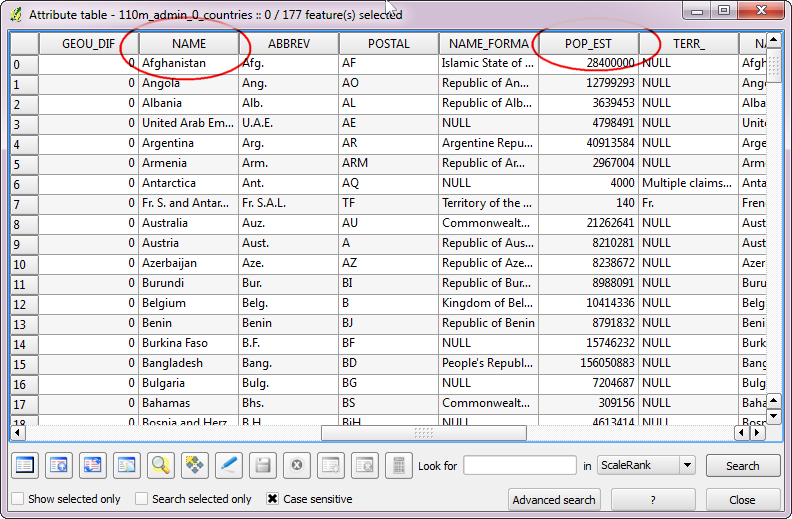 Attribute table - 110m_admin_0_countries :: 0 / 177 feature(s) selected
GEOU_DIF NAME ABBREV POSTAL NAME_FORMA POP_EST TERR_ NA
0 0 Afghanistan Afg. AF Islamic State of ... 28400000 NULL Afgh
1 0 Angola Ang. AO Republic of An... 12799293 NULL Ang
2 0 Albania Alb. AL Republic of Alb... 3639453 NULL Alba
3 0 United Arab Em... U.A.E. AE NULL 4798491 NULL Unit
4 0 Argentina Arg. AR Argentine Repu... 40913584 NULL Arge
5 0 Armenia Arm. ARM Republic of Ar... 2967004 NULL Arm
6 0 Antarctica Ant. AQ NULL 4000 Multiple claims... Anta
7 0 Fr. S. and Antar... Fr. S.A.L. TF Territory of the ... 140 Fr. Fren
8 0 Australia Auz. AU Commonwealt... 21262641 NULL Aust
9 0 Austria Aust. A Republic of Aus... 8210281 NULL Aust
10 0 Azerbaijan Aze. AZ Republic of Aze... 8238672 NULL Azer
11 0 Burundi Bur. BI Republic of Bur... 8988091 NULL Buru
12 0 Belgium Belg. B Kingdom of Bel... 10414336 NULL Belg
13 0 Benin Benin BJ Republic of Benin 8791832 NULL Beni
14 0 Burkina Faso B.F. BF NULL 15746232 NULL Burk
15 0 Bangladesh Bang. BD People's Republ... 156050883 NULL Bang
16 0 Bulgaria Bulg. BG NULL 7204687 NULL Bulg
17 0 Bahamas Bhs. BS Commonwealt... 309156 NULL Baha
18 0 Bosnia and Herz B.H. BiH NULL 4613414 NULL Bosn
Look for in ScaleRank Search
Show selected only Search selected only Case sensitive Advanced search ? Close